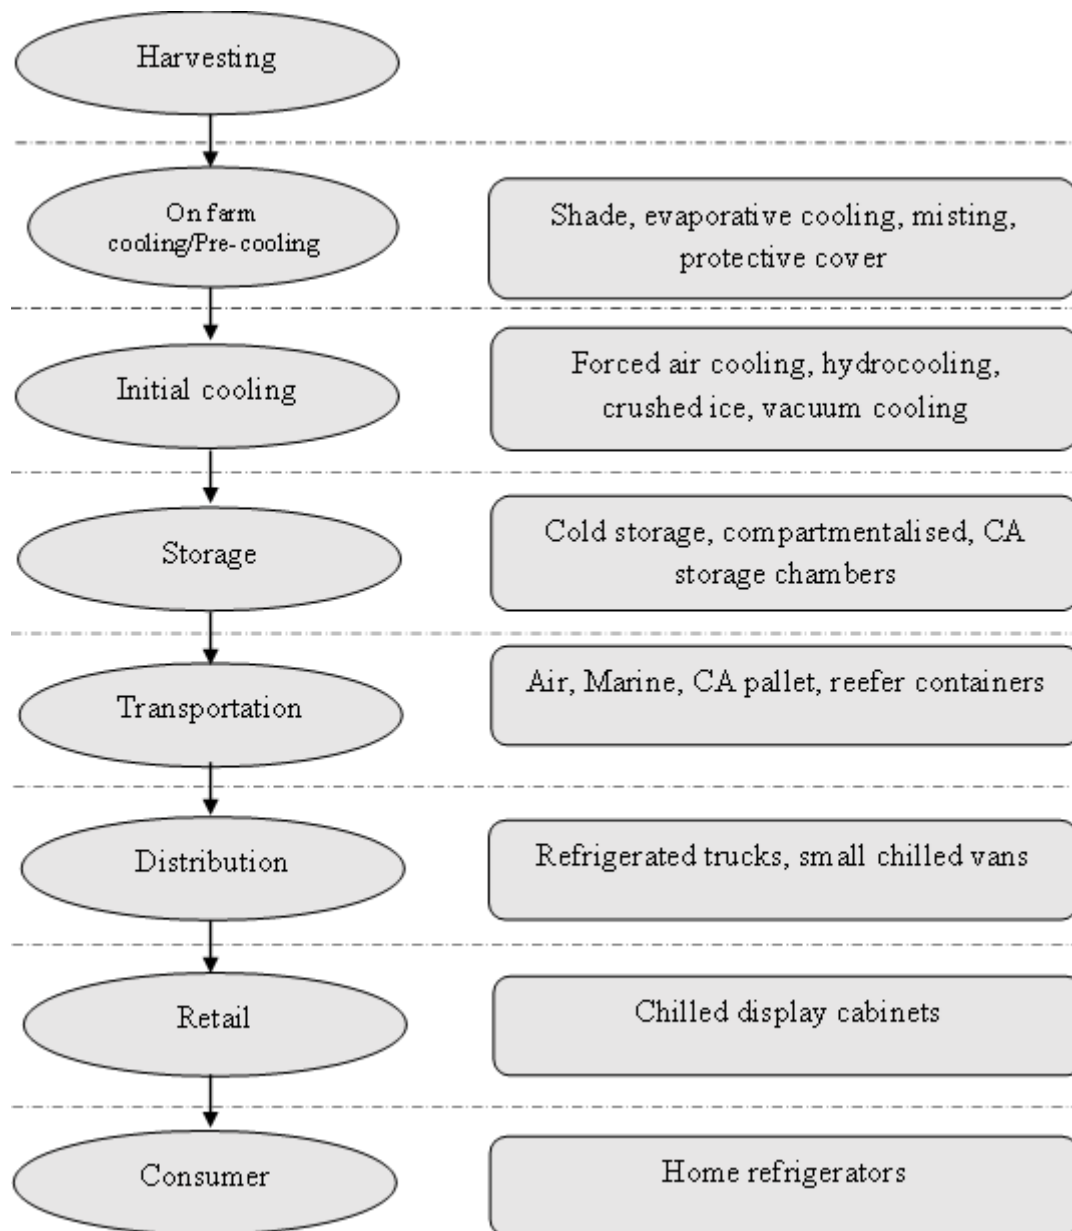 Harvesting
On farm
cooling/Pre-cooling
Shade, evaporative cooling, misting,
protective cover
Initial cooling
Forced air cooling, hydrocooling,
crushed ice, vacuum cooling
Storage
Cold storage, compartmentalised, CA
storage chambers
Transportation
Air, Marine, CA pallet, reefer containers
Distribution
Refrigerated trucks, small chilled vans
Retail
Chilled display cabinets
Consumer
Home refrigerators